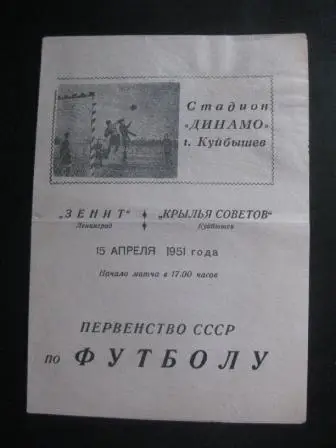 Стадион
„ДИНАМО“
г. Куйбышев
„ЗЕНИТ“ „КРЫЛЬЯ СОВЕТОВ“
Ленинград Куйбышев
15 АПРЕЛЯ 1951 года
Начало матча в 17.00 часов
ПЕРВЕНСТВО СССР
по ФУТБОЛУ